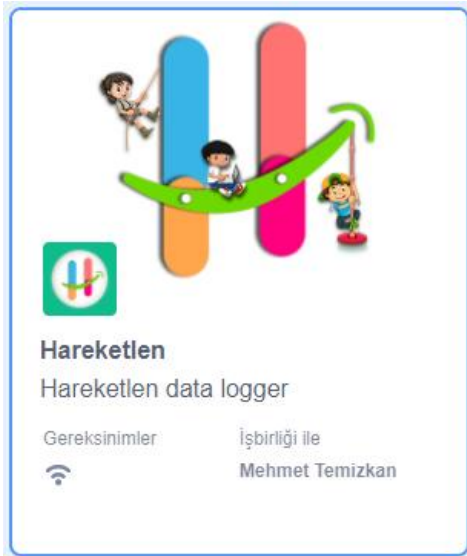 Hareketlen
Hareketlen data logger
Gereksinimler İşbirliği ile
Mehmet Temizkan